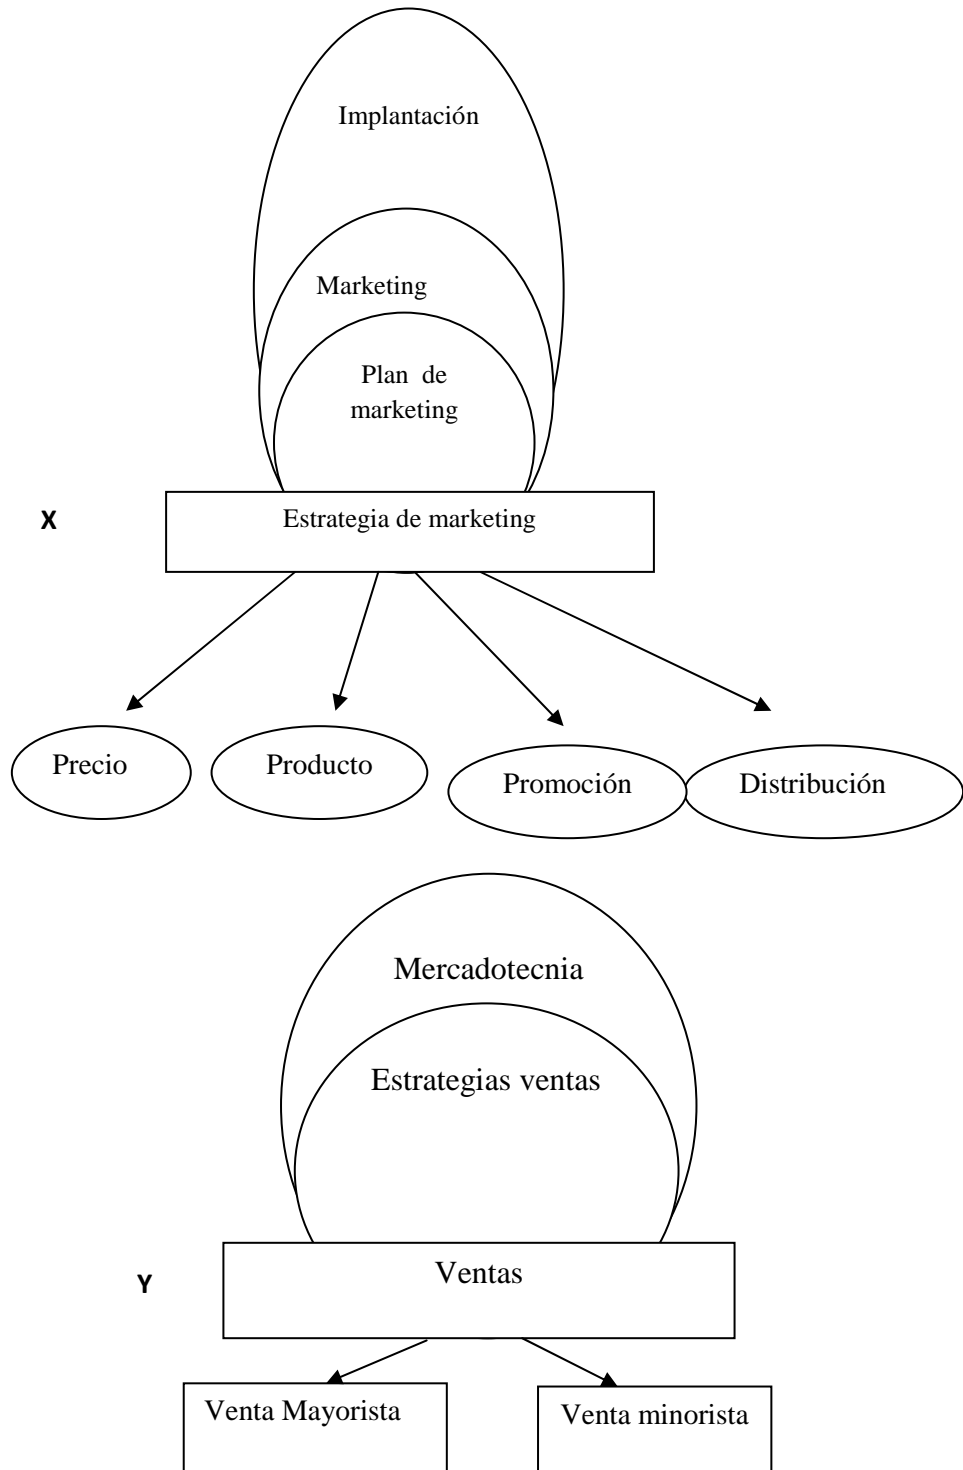 Implantación
Marketing
Plan de
marketing
X
Estrategia de marketing
Precio
Producto
Promoción
Distribución
Mercadotecnia
Estrategias ventas
Y
Ventas
Venta Mayorista
Venta minorista